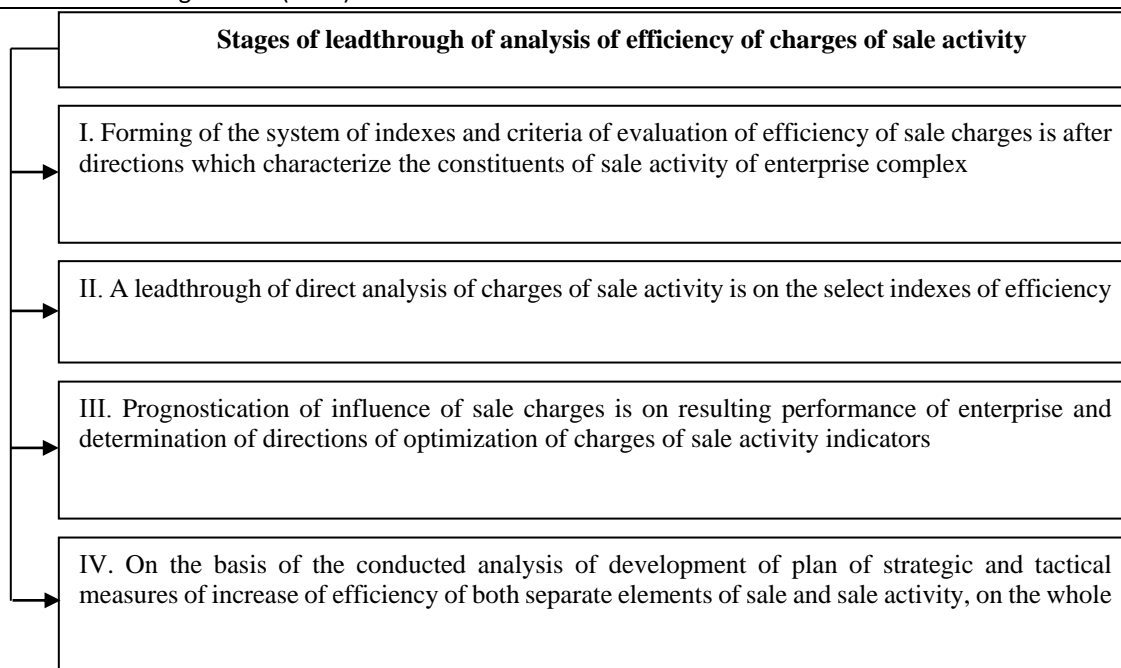 Stages of leadthrough of analysis of efficiency of charges of sale activity
I. Forming of the system of indexes and criteria of evaluation of efficiency of sale charges is after
directions which characterize the constituents of sale activity of enterprise complex
II. A leadthrough of direct analysis of charges of sale activity is on the select indexes of efficiency
III. Prognostication of influence of sale charges is on resulting performance of enterprise and
determination of directions of optimization of charges of sale activity indicators
IV. On the basis of the conducted analysis of development of plan of strategic and tactical
measures of increase of efficiency of both separate elements of sale and sale activity, on the whole